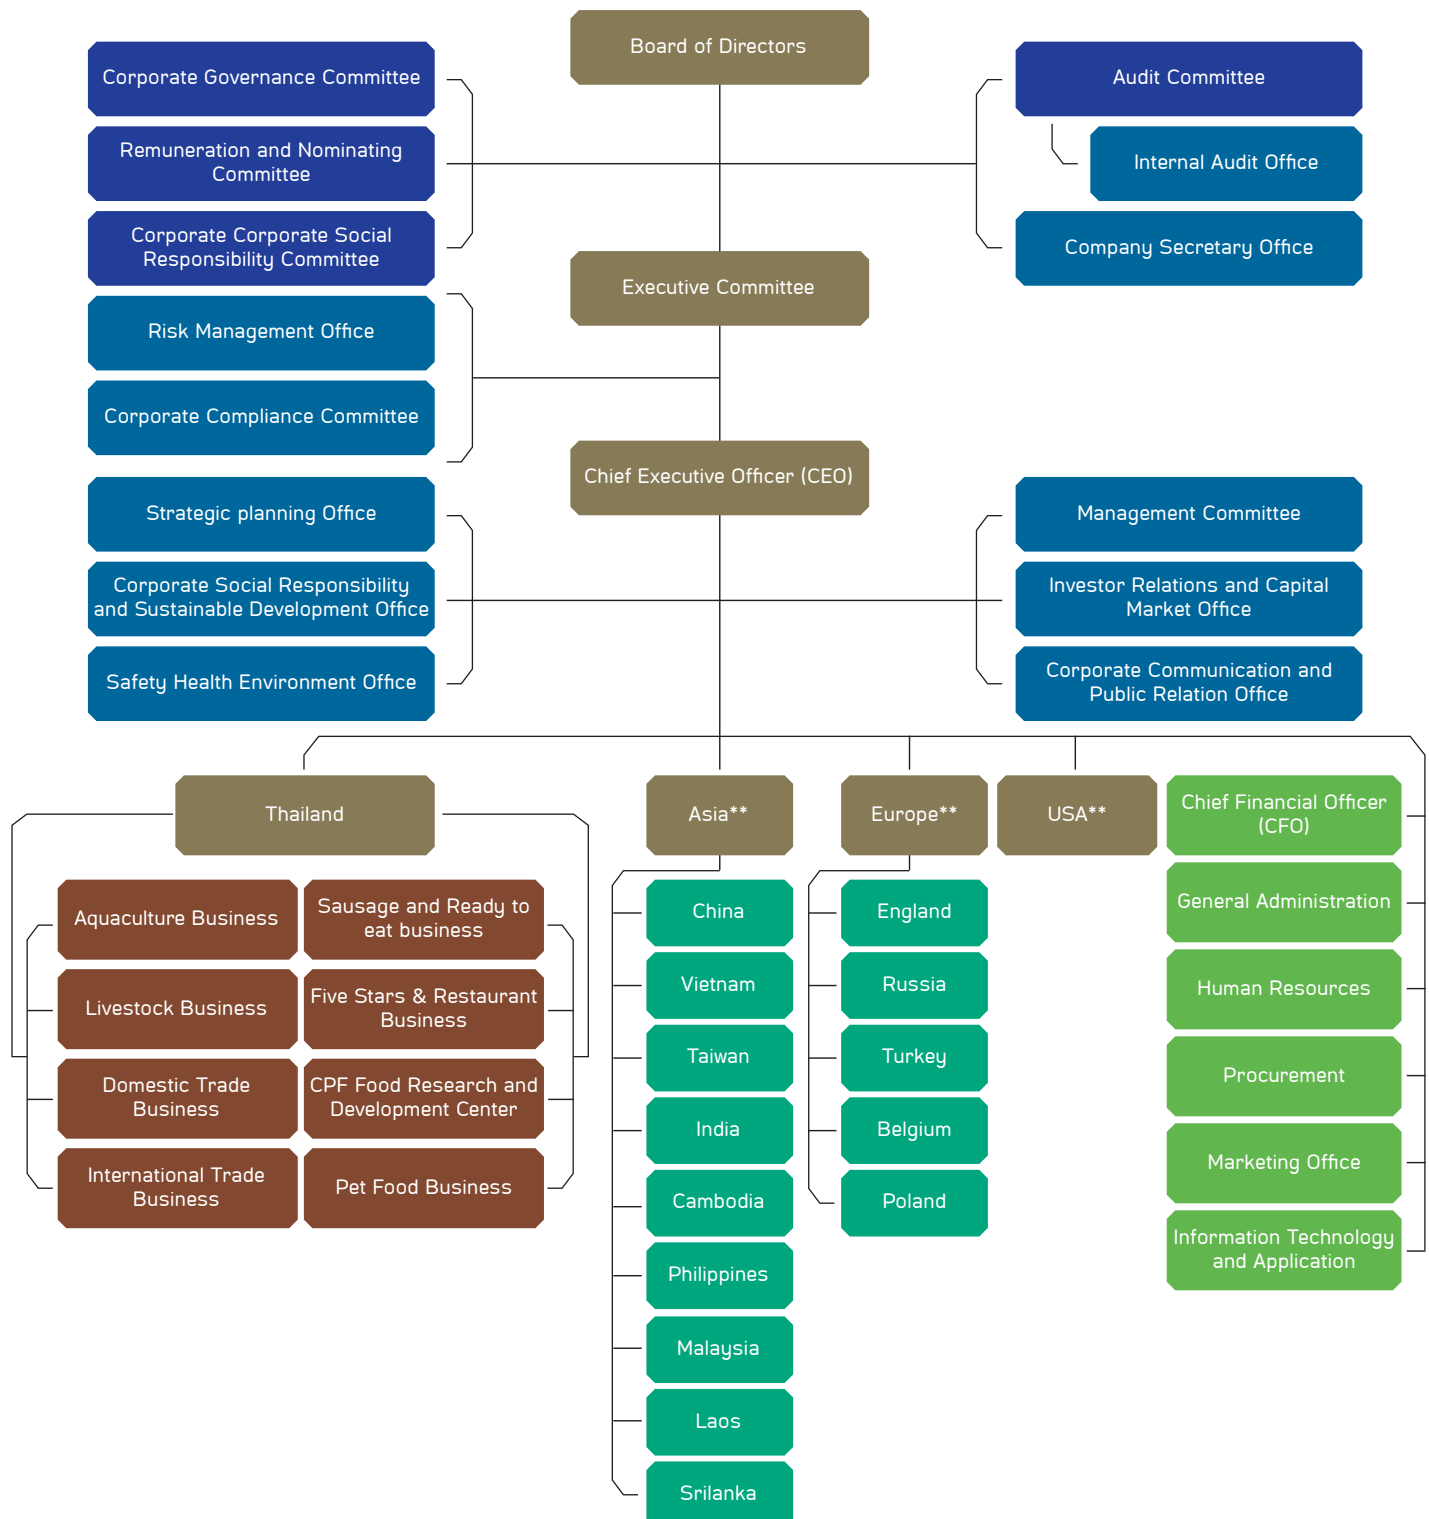 Board of Directors
Corporate Governance Committee
Audit Committee
Remuneration and Nominating
Committee
Internal Audit Office
Corporate Corporate Social
Responsibility Committee
Company Secretary Office
Executive Committee
Risk Management Office
Corporate Compliance Committee
Chief Executive Officer (CEO)
Strategic planning Office
Management Committee
Corporate Social Responsibility
and Sustainable Development Office
Investor Relations and Capital
Market Office
Safety Health Environment Office
Corporate Communication and
Public Relation Office
Thailand
Aquaculture Business
Livestock Business
Domestic Trade
Business
International Trade
Business
Sausage and Ready to
eat business
Five Stars & Restaurant
Business
CPF Food Research and
Development Center
Pet Food Business
Asia**
China
Vietnam
Taiwan
India
Cambodia
Philippines
Malaysia
Laos
Srilanka
Europe**
England
Russia
Turkey
Belgium
Poland
USA**
Chief Financial Officer
(CFO)
General Administration
Human Resources
Procurement
Marketing Office
Information Technology
and Application